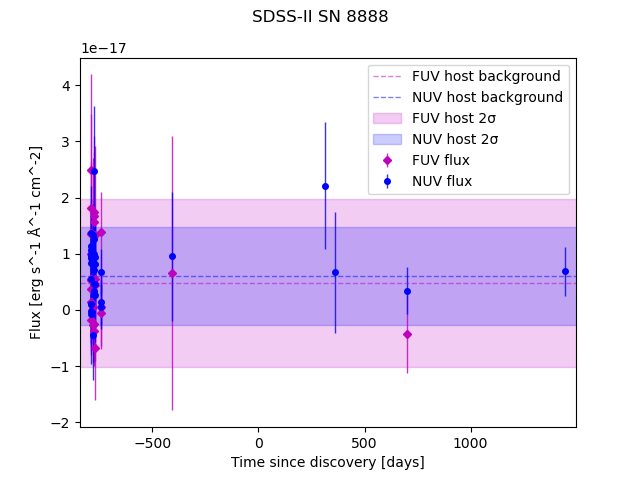 SDSS-II SN 8888
1e−17
FUV host background
NUV host background
FUV host 2σ
NUV host 2σ
FUV flux
NUV flux
4
3
2
1
0
−1
−2
Flux [erg s^-1 Å^-1 cm^-2]
−500
0
500
1000
Time since discovery [days]